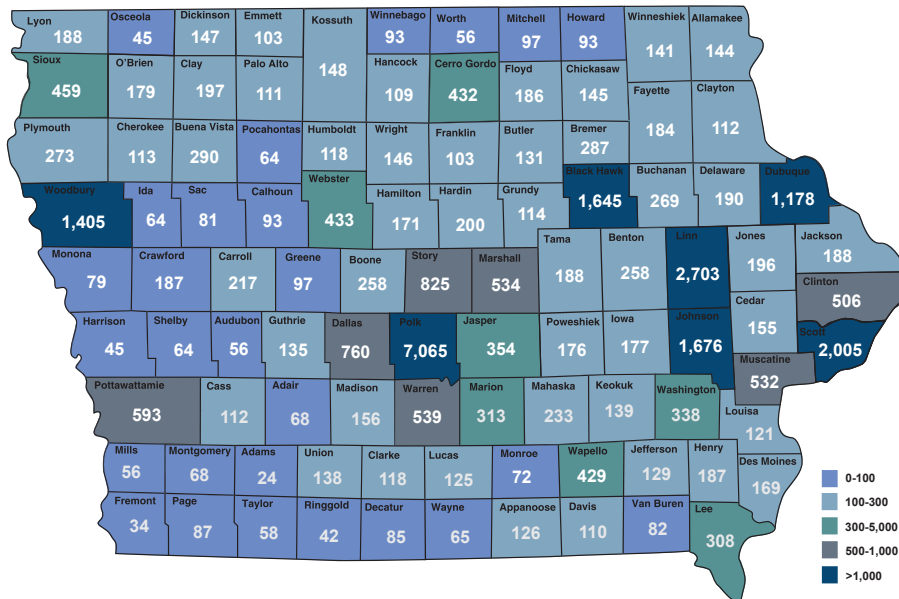 Lyon
188
Osceola
45
Dickinson
147
Emmett
103
Kossuth
148
Winnebago
93
Worth
56
Mitchell
97
Howard
93
Winneshiek
141
Allamakee
144
Sioux
459
O'Brien
179
Clay
197
Palo Alto
111
Hancock
109
Cerro Gordo
432
Floyd
186
Chickasaw
145
Fayette
184
Clayton
112
Plymouth
273
Cherokee
113
Buena Vista
290
Pocahontas
64
Humboldt
118
Wright
146
Franklin
103
Butler
131
Bremer
287
Woodbury
1,405
Ida
64
Sac
81
Calhoun
93
Webster
433
Hamilton
171
Hardin
200
Grundy
114
Black Hawk
1,645
Buchanan
269
Delaware
190
Dubuque
1,178
Monona
79
Crawford
187
Carroll
217
Greene
97
Boone
258
Story
825
Marshall
534
Tama
188
Benton
258
Linn
2,703
Jones
196
Jackson
188
Clinton
506
Harrison
45
Shelby
64
Audubon
56
Guthrie
135
Dallas
760
Polk
7,065
Jasper
354
Poweshiek
176
Iowa
177
Johnson
1,676
Cedar
155
Scott
2,005
Muscatine
532
Pottawattamie
593
Cass
112
Adair
68
Madison
156
Warren
539
Marion
313
Mahaska
233
Keokuk
139
Washington
338
Louisa
121
Mills
56
Montgomery
68
Adams
24
Union
138
Clarke
118
Lucas
125
Monroe
72
Wapello
429
Jefferson
129
Henry
187
Des Moines
169
Fremont
34
Page
87
Taylor
58
Ringgold
42
Decatur
85
Wayne
65
Appanoose
126
Davis
110
Van Buren
82
Lee
308
0-100
100-300
300-5,000
500-1,000
>1,000